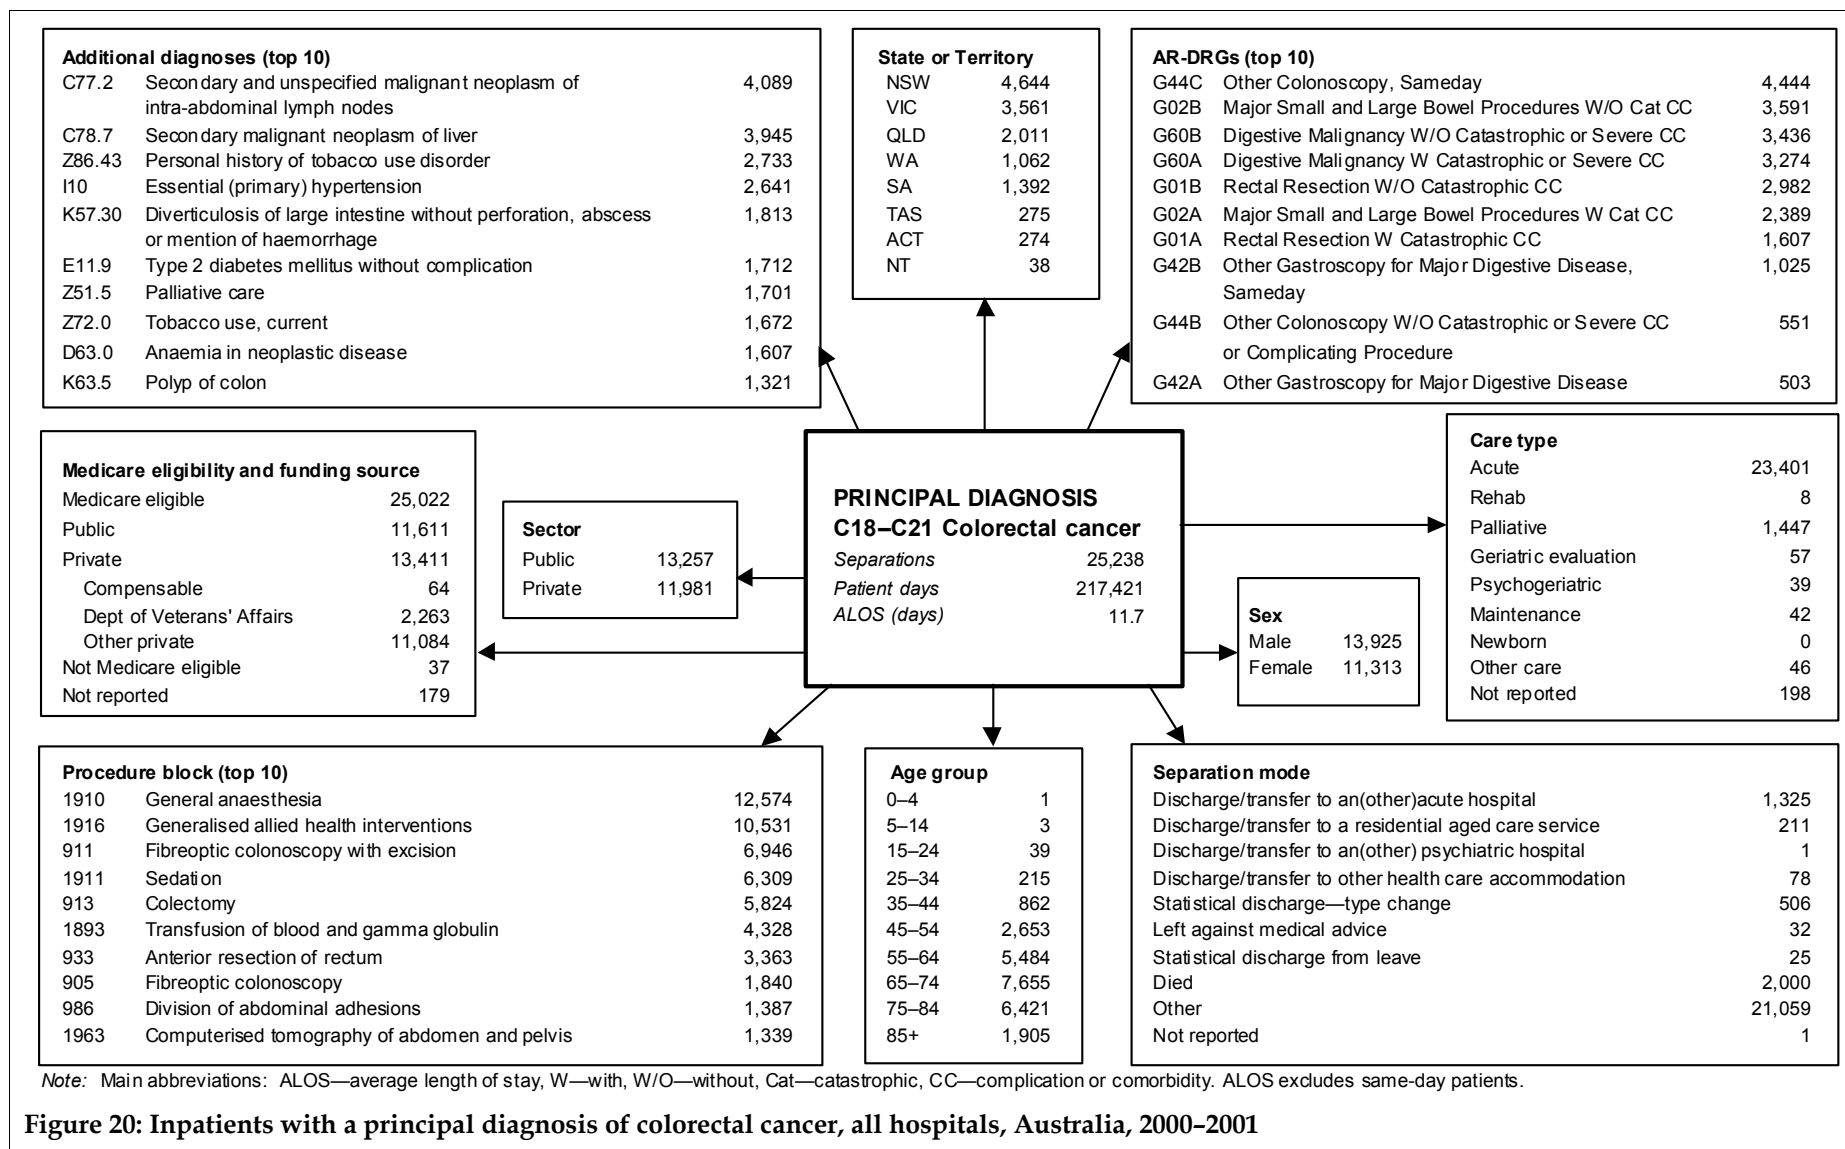 Additional diagnoses (top 10)
C77.2 Secondary and unspecified malignant neoplasm of 4,089
intra-abdominal lymph nodes
C78.7 Secondary malignant neoplasm of liver 3,945
Z86.43 Personal history of tobacco use disorder 2,733
I10 Essential (primary) hypertension 2,641
K57.30 Diverticulosis of large intestine without perforation, abscess 1,813
or mention of haemorrhage
E11.9 Type 2 diabetes mellitus without complication 1,712
Z51.5 Palliative care 1,701
Z72.0 Tobacco use, current 1,672
D63.0 Anaemia in neoplastic disease 1,607
K63.5 Polyp of colon 1,321
State or Territory
NSW 4,644
VIC 3,561
QLD 2,011
WA 1,062
SA 1,392
TAS 275
ACT 274
NT 38
AR-DRGs (top 10)
G44C Other Colonoscopy, Sameday 4,444
G02B Major Small and Large Bowel Procedures W/O Cat CC 3,591
G60B Digestive Malignancy W/O Catastrophic or Severe CC 3,436
G60A Digestive Malignancy W Catastrophic or Severe CC 3,274
G01B Rectal Resection W/O Catastrophic CC 2,982
G02A Major Small and Large Bowel Procedures W Cat CC 2,389
G01A Rectal Resection W Catastrophic CC 1,607
G42B Other Gastroscopy for Major Digestive Disease, 1,025
Sameday
G44B Other Colonoscopy W/O Catastrophic or Severe CC 551
or Complicating Procedure
G42A Other Gastroscopy for Major Digestive Disease 503
Medicare eligibility and funding source
Medicare eligible 25,022
Public 11,611
Private 13,411
Compensable 64
Dept of Veterans' Affairs 2,263
Other private 11,084
Not Medicare eligible 37
Not reported 179
Sector
Public 13,257
Private 11,981
PRINCIPAL DIAGNOSIS
C18–C21 Colorectal cancer
Separations 25,238
Patient days 217,421
ALOS (days) 11.7
Sex
Male 13,925
Female 11,313
Care type
Acute 23,401
Rehab 8
Palliative 1,447
Geriatric evaluation 57
Psychogeriatric 39
Maintenance 42
Newborn 0
Other care 46
Not reported 198
Procedure block (top 10)
1910 General anaesthesia 12,574
1916 Generalised allied health interventions 10,531
911 Fibreoptic colonoscopy with excision 6,946
1911 Sedation 6,309
913 Colectomy 5,824
1893 Transfusion of blood and gamma globulin 4,328
933 Anterior resection of rectum 3,363
905 Fibreoptic colonoscopy 1,840
986 Division of abdominal adhesions 1,387
1963 Computerised tomography of abdomen and pelvis 1,339
Age group
0–4 1
5–14 3
15–24 39
25–34 215
35–44 862
45–54 2,653
55–64 5,484
65–74 7,655
75–84 6,421
85+ 1,905
Separation mode
Discharge/transfer to an(other)acute hospital 1,325
Discharge/transfer to a residential aged care service 211
Discharge/transfer to an(other) psychiatric hospital 1
Discharge/transfer to other health care accommodation 78
Statistical discharge—type change 506
Left against medical advice 32
Statistical discharge from leave 25
Died 2,000
Other 21,059
Not reported 1
Note: Main abbreviations: ALOS—average length of stay, W—with, W/O—without, Cat—catastrophic, CC—complication or comorbidity. ALOS excludes same-day patients.
Figure 20: Inpatients with a principal diagnosis of colorectal cancer, all hospitals, Australia, 2000–2001